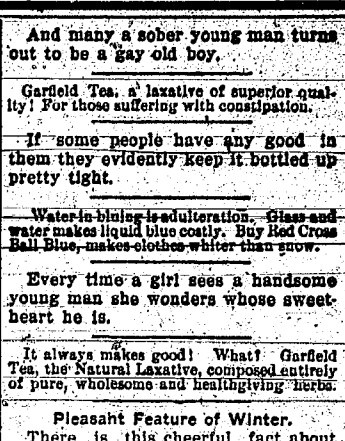 And many a sober young man turns
out to be a gay old boy.
Garfield Tea, a laxative of superior qual-
ity! For those suffering with constipation.
If some people have any good in
them they evidently keep it bottled up
pretty tight.
Water in bluing is adulteration. Glass and
water makes liquid blue costly. Buy Red Cross
Ball Blue, makes clothes whiter than snow.
Every time a girl sees a handsome
young man she wonders whose sweet-
heart he is.
It always makes good! What? Garfield
Tea, the Natural Laxative, composed entirely
of pure, wholesome and healthgiving herbs.
Pleasant Feature of Winter.
There is this cheerful fact about